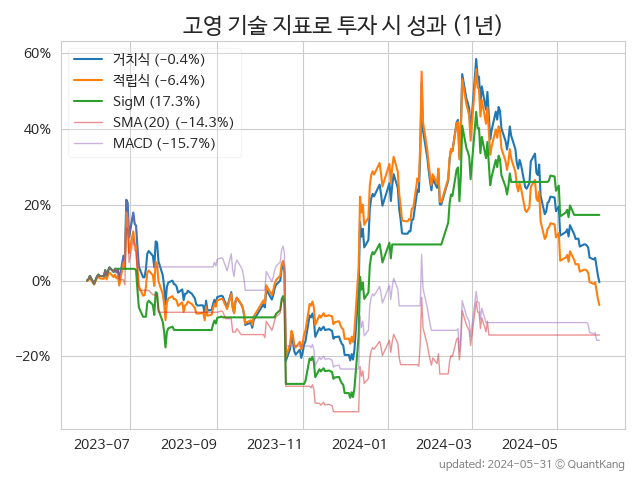 고영 기술 지표로 투자 시 성과 (1년)
60%
40%
20%
0%
−20%
거치식 (−0.4%)
적립식 (−6.4%)
SigM (17.3%)
SMA(20) (−14.3%)
MACD (−15.7%)
2023−07
2023−09
2023−11
2024−01
2024−03
2024−05
updated: 2024-05-31 © QuantKang